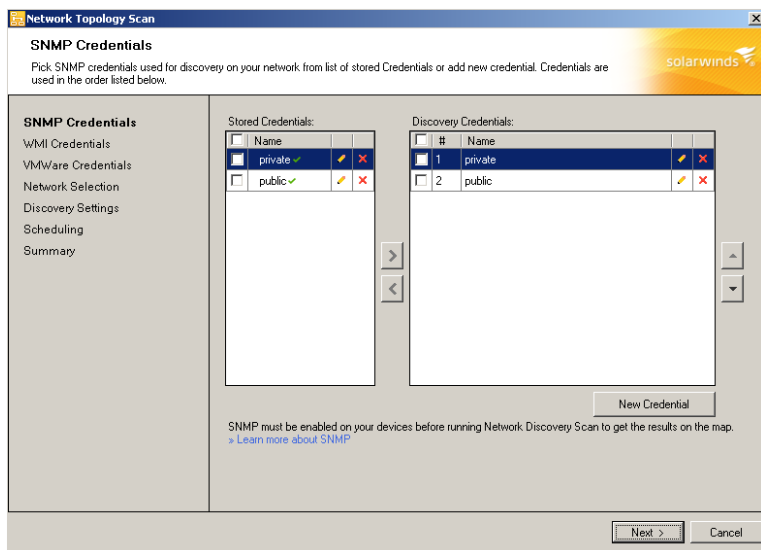 Network Topology Scan
SNMP Credentials
Pick SNMP credentials used for discovery on your network from list of stored Credentials or add new credential. Credentials are
used in the order listed below.
solarwinds
SNMP Credentials
WMI Credentials
VMWare Credentials
Network Selection
Discovery Settings
Scheduling
Summary
Stored Credentials:
Name
private
public
Discovery Credentials:
# Name
1 private
2 public
New Credential
SNMP must be enabled on your devices before running Network Discovery Scan to get the results on the map.
» Learn more about SNMP
Next >
Cancel